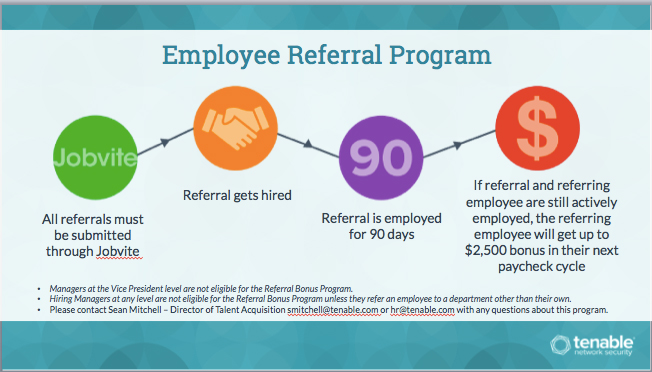 Employee Referral Program
Jobvite
90
$
All referrals must
be submitted
through Jobvite
Referral gets hired
Referral is employed
for 90 days
If referral and referring
employee are still actively
employed, the referring
employee will get up to
$2,500 bonus in their next
paycheck cycle
• Managers at the Vice President level are not eligible for the Referral Bonus Program.
• Hiring Managers at any level are not eligible for the Referral Bonus Program unless they refer an employee to a department other than their own.
• Please contact Sean Mitchell – Director of Talent Acquisition smitchell@tenable.com or hr@tenable.com with any questions about this program.
tenable
network security